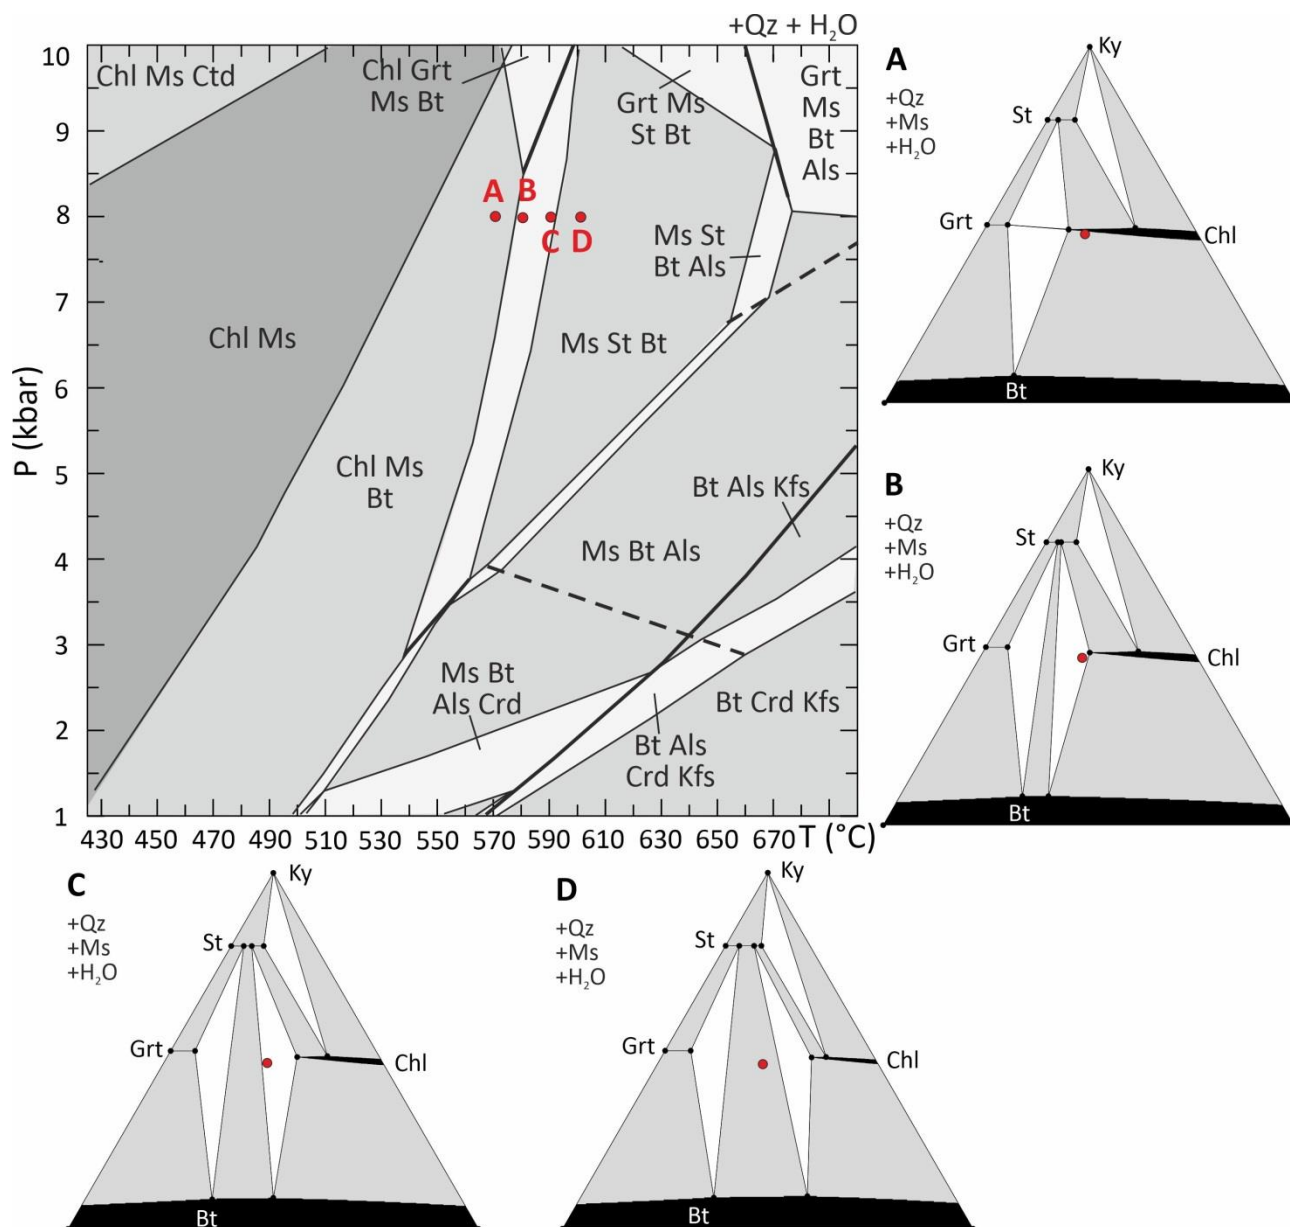 +Qz + H₂O
Chl Ms Ctd
Chl Grt
Ms Bt
Grt Ms
St Bt
Grt
Ms
Bt
Als
A
B
C
D
Ms St
Bt Als
Chl Ms
Ms St Bt
Chl Ms
Bt
Bt Als Kfs
Ms Bt Als
Ms Bt
Als Crd
Bt Als
Crd Kfs
Bt Crd Kfs
P (kbar)
10
9
8
7
6
5
4
3
2
1
430 450 490 510 530 550 570 590 610 630 670 T (°C)
A
+Qz
+Ms
+H₂O
Ky
St
Grt
Chl
Bt
B
+Qz
+Ms
+H₂O
Ky
St
Grt
Chl
Bt
C
+Qz
+Ms
+H₂O
Ky
St
Grt
Chl
Bt
D
+Qz
+Ms
+H₂O
Ky
St
Grt
Chl
Bt